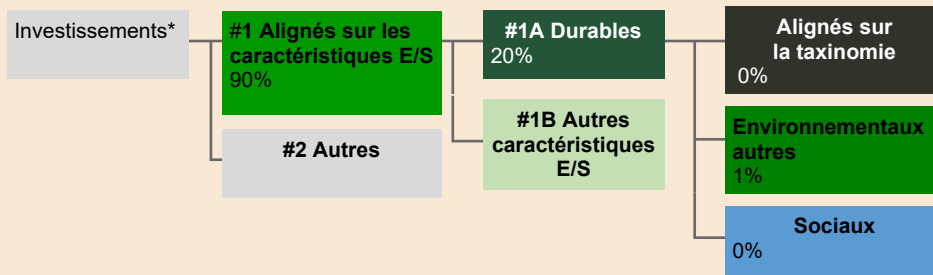 Investissements*
#1 Alignés sur les
caractéristiques E/S
90%
#2 Autres
#1A Durables
20%
#1B Autres
caractéristiques
E/S
Alignés sur
la taxinomie
0%
Environnementaux
autres
1%
Sociaux
0%